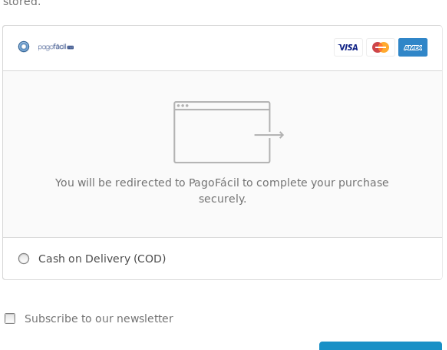 stored.
pagofácil
VISA
AMEX
You will be redirected to PagoFácil to complete your purchase
securely.
Cash on Delivery (COD)
Subscribe to our newsletter